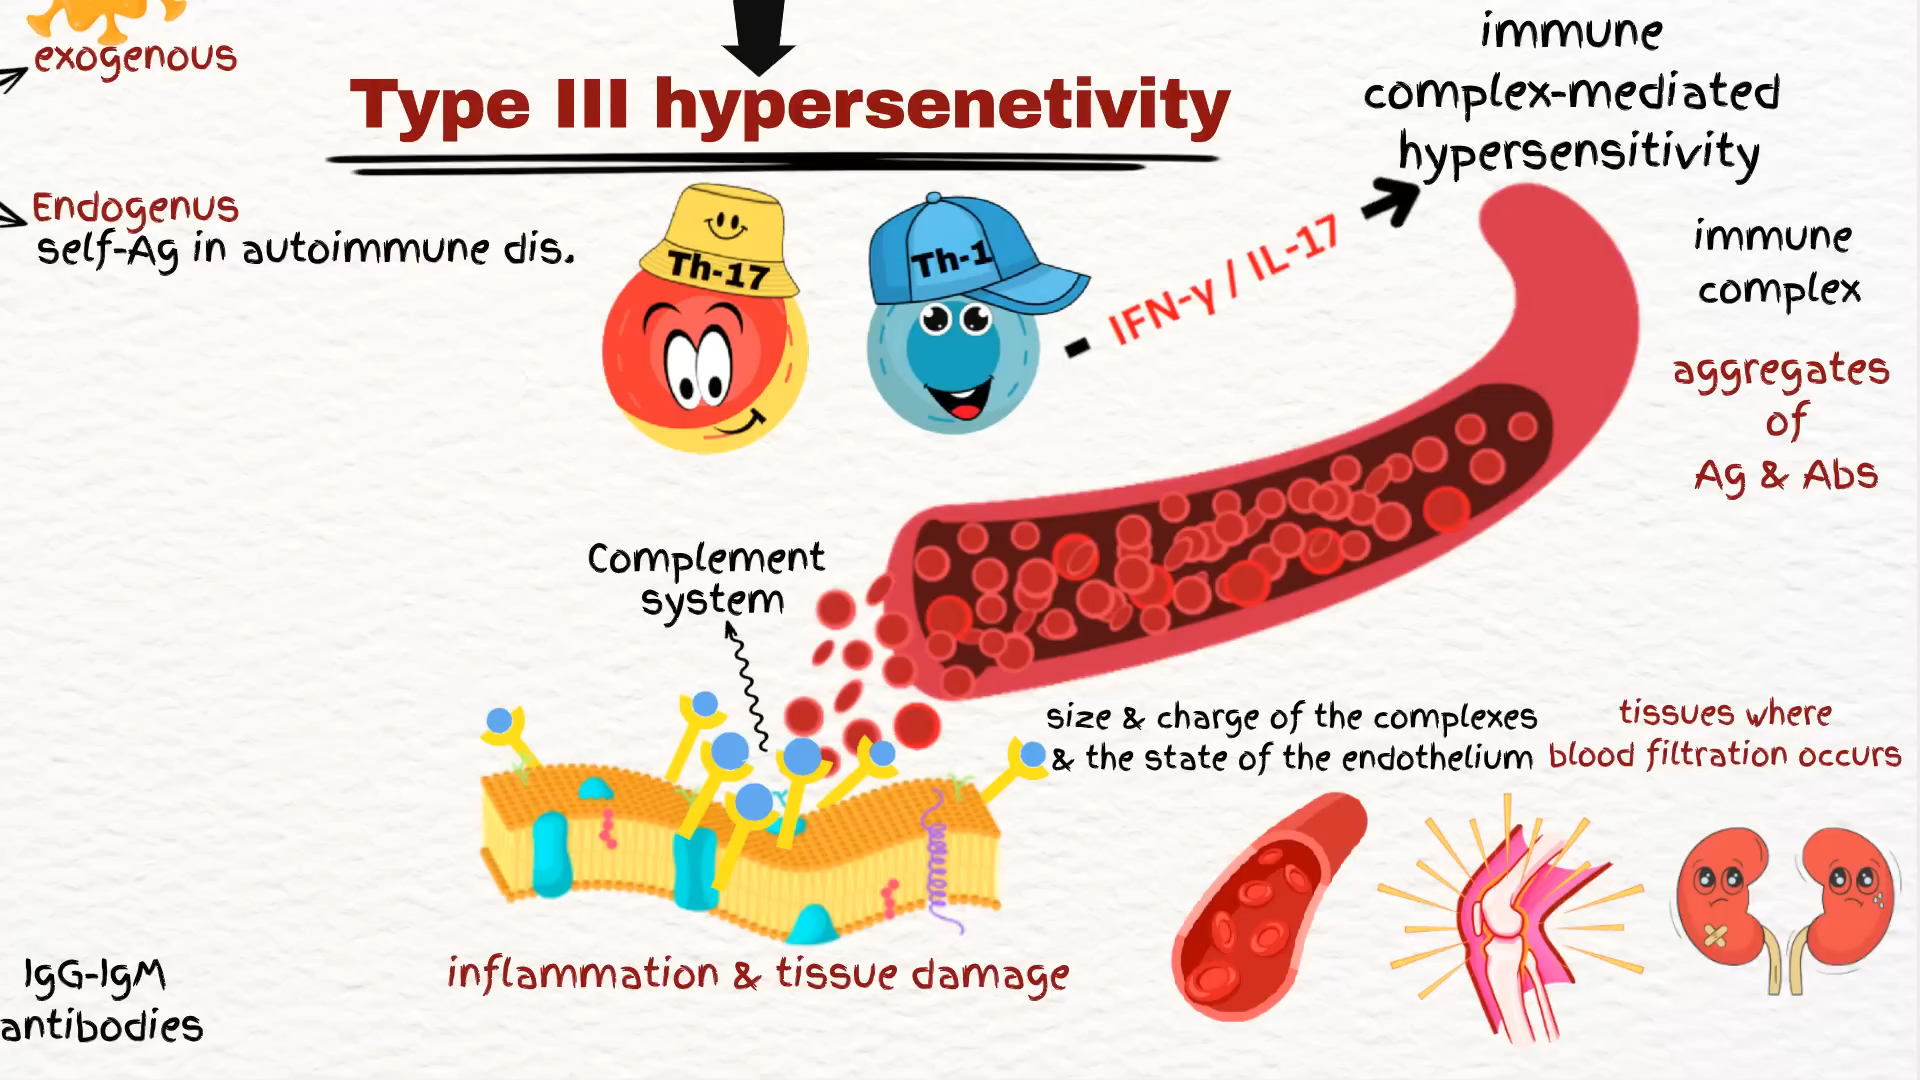 exogenous
Type III hypersenetivity
immune
complex-mediated
hypersensitivity
Endogenus
self-Ag in autoimmune dis.
Th-17
Th-1
IFN-γ / IL-17
immune
complex
aggregates
of
Ag & Abs
Complement
system
size & charge of the complexes
& the state of the endothelium
tissues where
blood filtration occurs
inflammation & tissue damage
IgG-IgM
antibodies